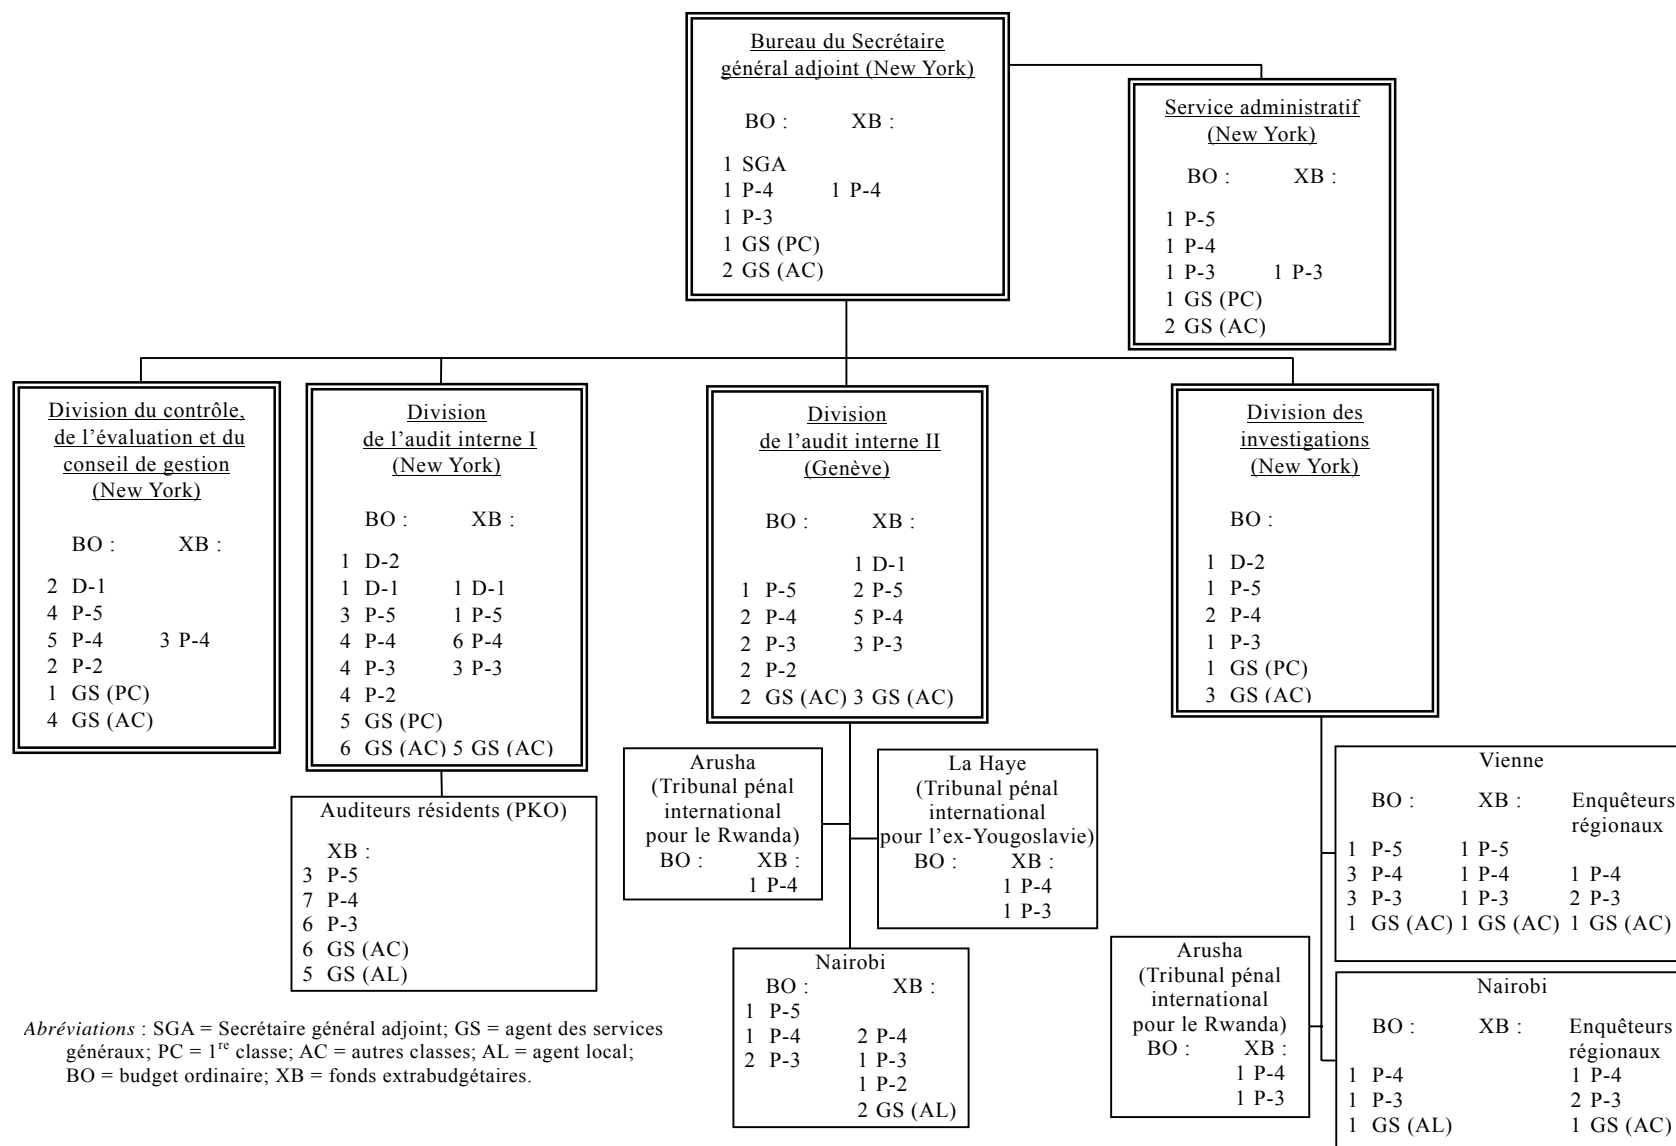 Bureau du Secrétaire
général adjoint (New York)
BO : XB :
1 SGA
1 P-4 1 P-4
1 P-3
1 GS (PC)
2 GS (AC)
Service administratif
(New York)
BO : XB :
1 P-5
1 P-4
1 P-3 1 P-3
1 GS (PC)
2 GS (AC)
Division du contrôle,
de l'évaluation et du
conseil de gestion
(New York)
BO : XB :
2 D-1
4 P-5
5 P-4 3 P-4
2 P-2
1 GS (PC)
4 GS (AC)
Division
de l'audit interne I
(New York)
BO : XB :
1 D-2
1 D-1 1 D-1
3 P-5 1 P-5
4 P-4 6 P-4
4 P-3 3 P-3
4 P-2
5 GS (PC)
6 GS (AC) 5 GS (AC)
Division
de l'audit interne II
(Genève)
BO : XB :
1 D-1
1 P-5 2 P-5
2 P-4 5 P-4
2 P-3 3 P-3
2 P-2
2 GS (AC) 3 GS (AC)
Division des
investigations
(New York)
BO :
1 D-2
1 P-5
2 P-4
1 P-3
1 GS (PC)
3 GS (AC)
Auditeurs résidents (PKO)
XB :
3 P-5
7 P-4
6 P-3
6 GS (AC)
5 GS (AL)
Arusha
(Tribunal pénal
international
pour le Rwanda)
BO : XB :
1 P-4
La Haye
(Tribunal pénal
international
pour l'ex-Yougoslavie)
BO : XB :
1 P-4
1 P-3
Nairobi
BO : XB :
1 P-5
1 P-4 2 P-4
2 P-3 1 P-3
1 P-2
2 GS (AL)
Vienne
BO : XB : Enquêteurs
régionaux
1 P-5 1 P-5
3 P-4 1 P-4 1 P-4
3 P-3 1 P-3 2 P-3
1 GS (AC) 1 GS (AC) 1 GS (AC)
Arusha
(Tribunal pénal
international
pour le Rwanda)
BO : XB :
1 P-4
1 P-3
Nairobi
BO : XB : Enquêteurs
régionaux
1 P-4 1 P-4
1 P-3 2 P-3
1 GS (AL) 1 GS (AC)
Abréviations : SGA = Secrétaire général adjoint; GS = agent des services
généraux; PC = 1re classe; AC = autres classes; AL = agent local;
BO = budget ordinaire; XB = fonds extrabudgétaires.